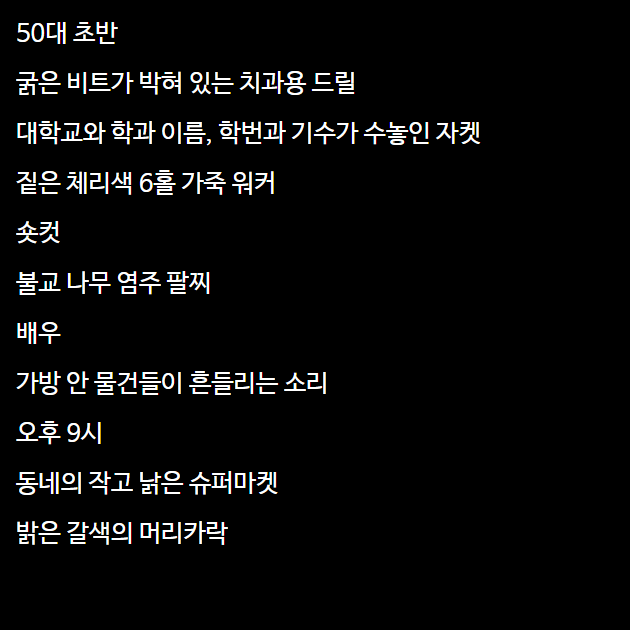 50대 초반
굵은 비트가 박혀 있는 치과용 드릴
대학교와 학과 이름, 학번과 기수가 수놓인 자켓
짙은 체리색 6홀 가죽 워커
숏컷
불교 나무 염주 팔찌
배우
가방 안 물건들이 흔들리는 소리
오후 9시
동네의 작고 낡은 슈퍼마켓
밝은 갈색의 머리카락